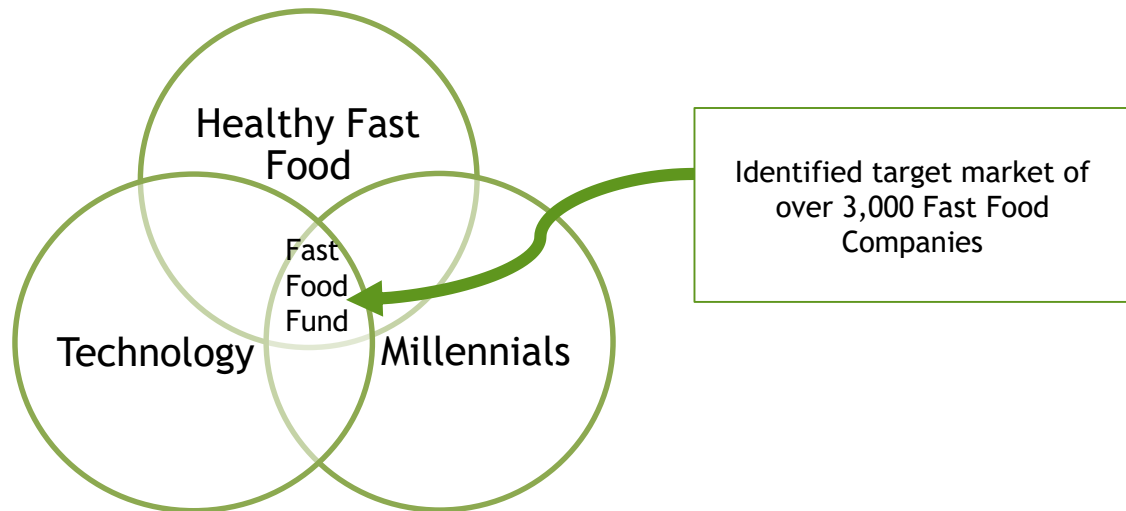 Healthy Fast
Food
Identified target market of
over 3,000 Fast Food
Companies
Fast
Food
Fund
Technology
Millennials